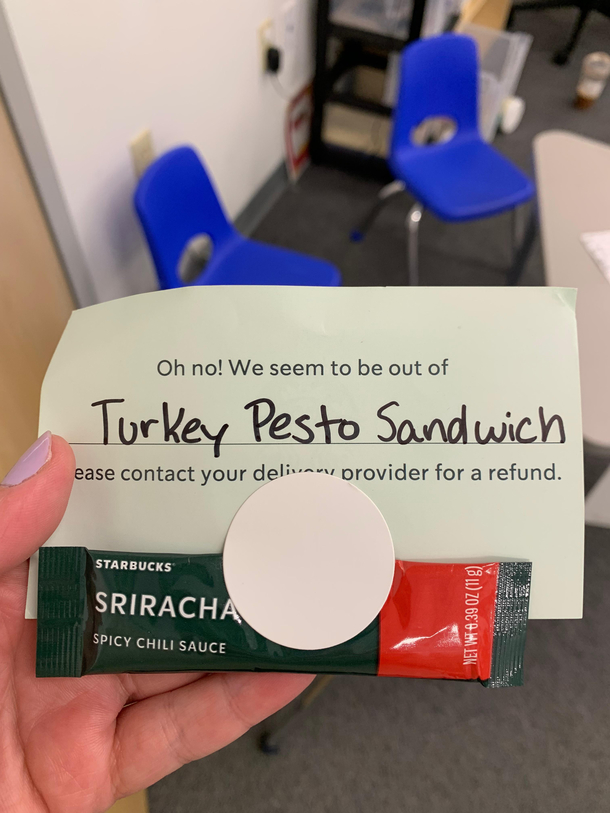 Oh no! We seem to be out of
Turkey Pesto Sandwich
ease contact your delivery provider for a refund.
STARBUCKS
SRIRACHA
SPICY CHILI SAUCE
NET WT 0.39 OZ (11 g)